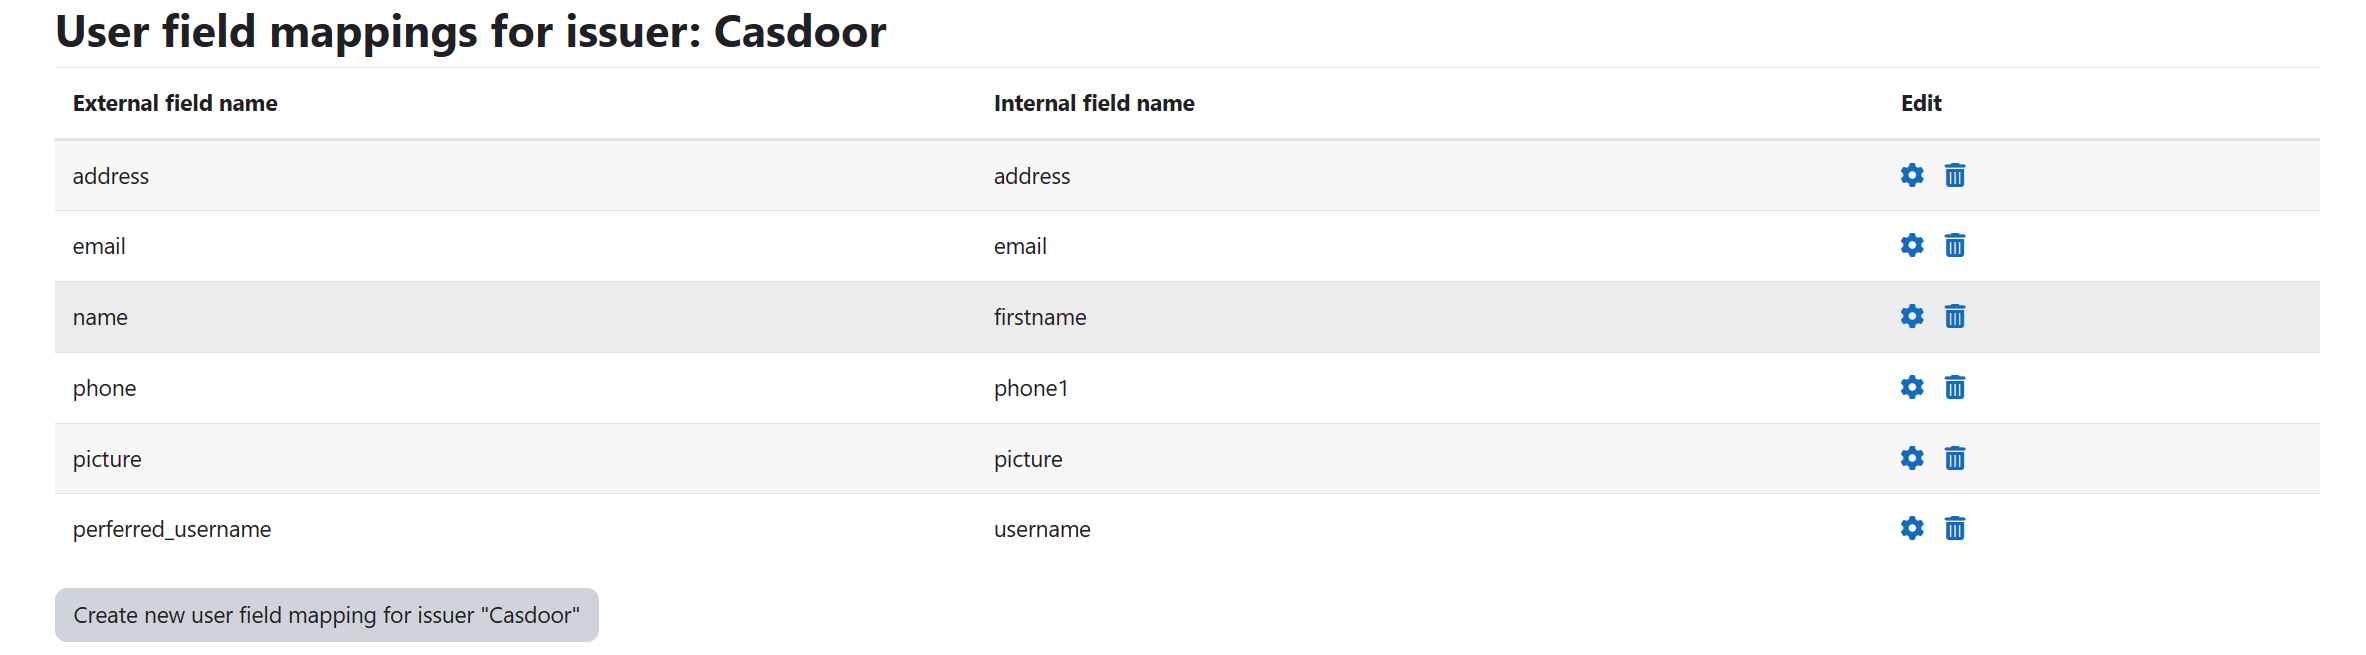 User field mappings for issuer: Casdoor
External field name Internal field name Edit
address address
email email
name firstname
phone phone1
picture picture
perferred_username username
Create new user field mapping for issuer "Casdoor"